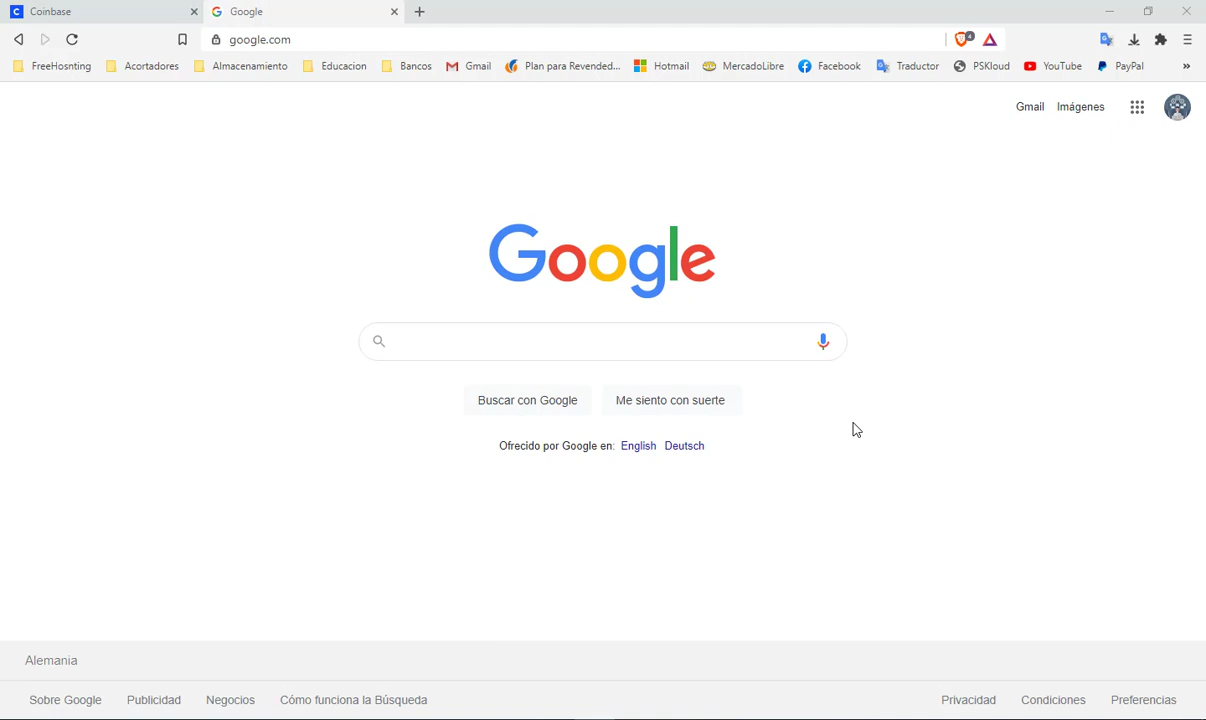 Coinbase
Google
google.com
4
FreeHosnting Acortadores Almacenamiento Educacion Bancos Gmail Plan para Revended... Hotmail MercadoLibre Facebook Traductor PSKloud YouTube PayPal »
Gmail Imágenes
Google
Buscar con Google Me siento con suerte
Ofrecido por Google en: English Deutsch
Alemania
Sobre Google Publicidad Negocios Cómo funciona la Búsqueda Privacidad Condiciones Preferencias